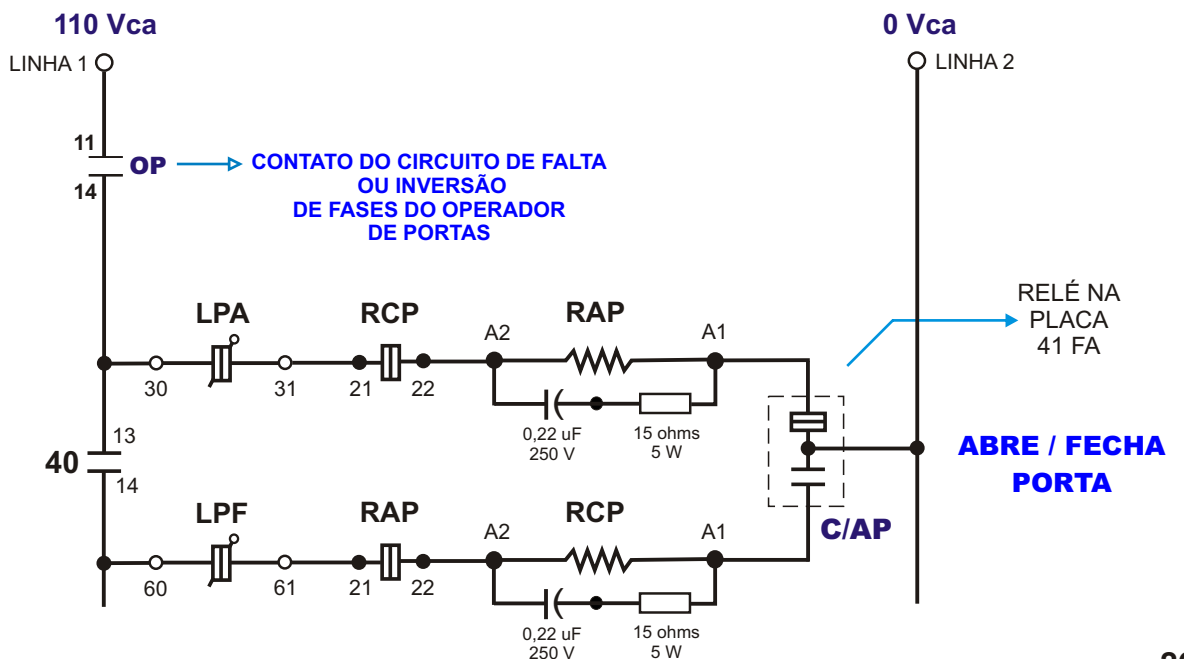 110 Vca
0 Vca
LINHA 1
LINHA 2
11
OP
14
CONTATO DO CIRCUITO DE FALTA
OU INVERSÃO
DE FASES DO OPERADOR
DE PORTAS
RELÉ NA
PLACA
41 FA
LPA
RCP
A2
RAP
A1
30
31
21
22
0,22 uF
250 V
15 ohms
5 W
13
40
14
ABRE / FECHA
PORTA
C/AP
LPF
RAP
A2
RCP
A1
60
61
21
22
0,22 uF
250 V
15 ohms
5 W